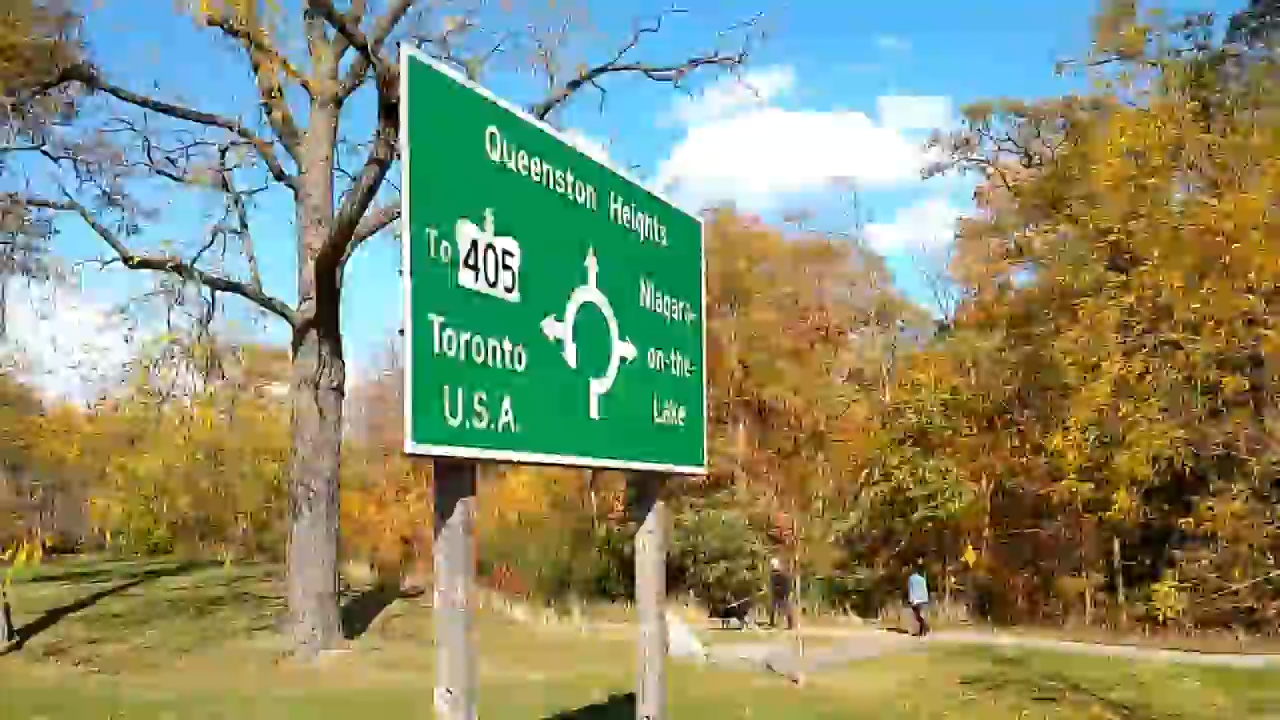 Queenston Heights
To 405
Toronto
U.S.A.
Niagara-
on-the-
Lake